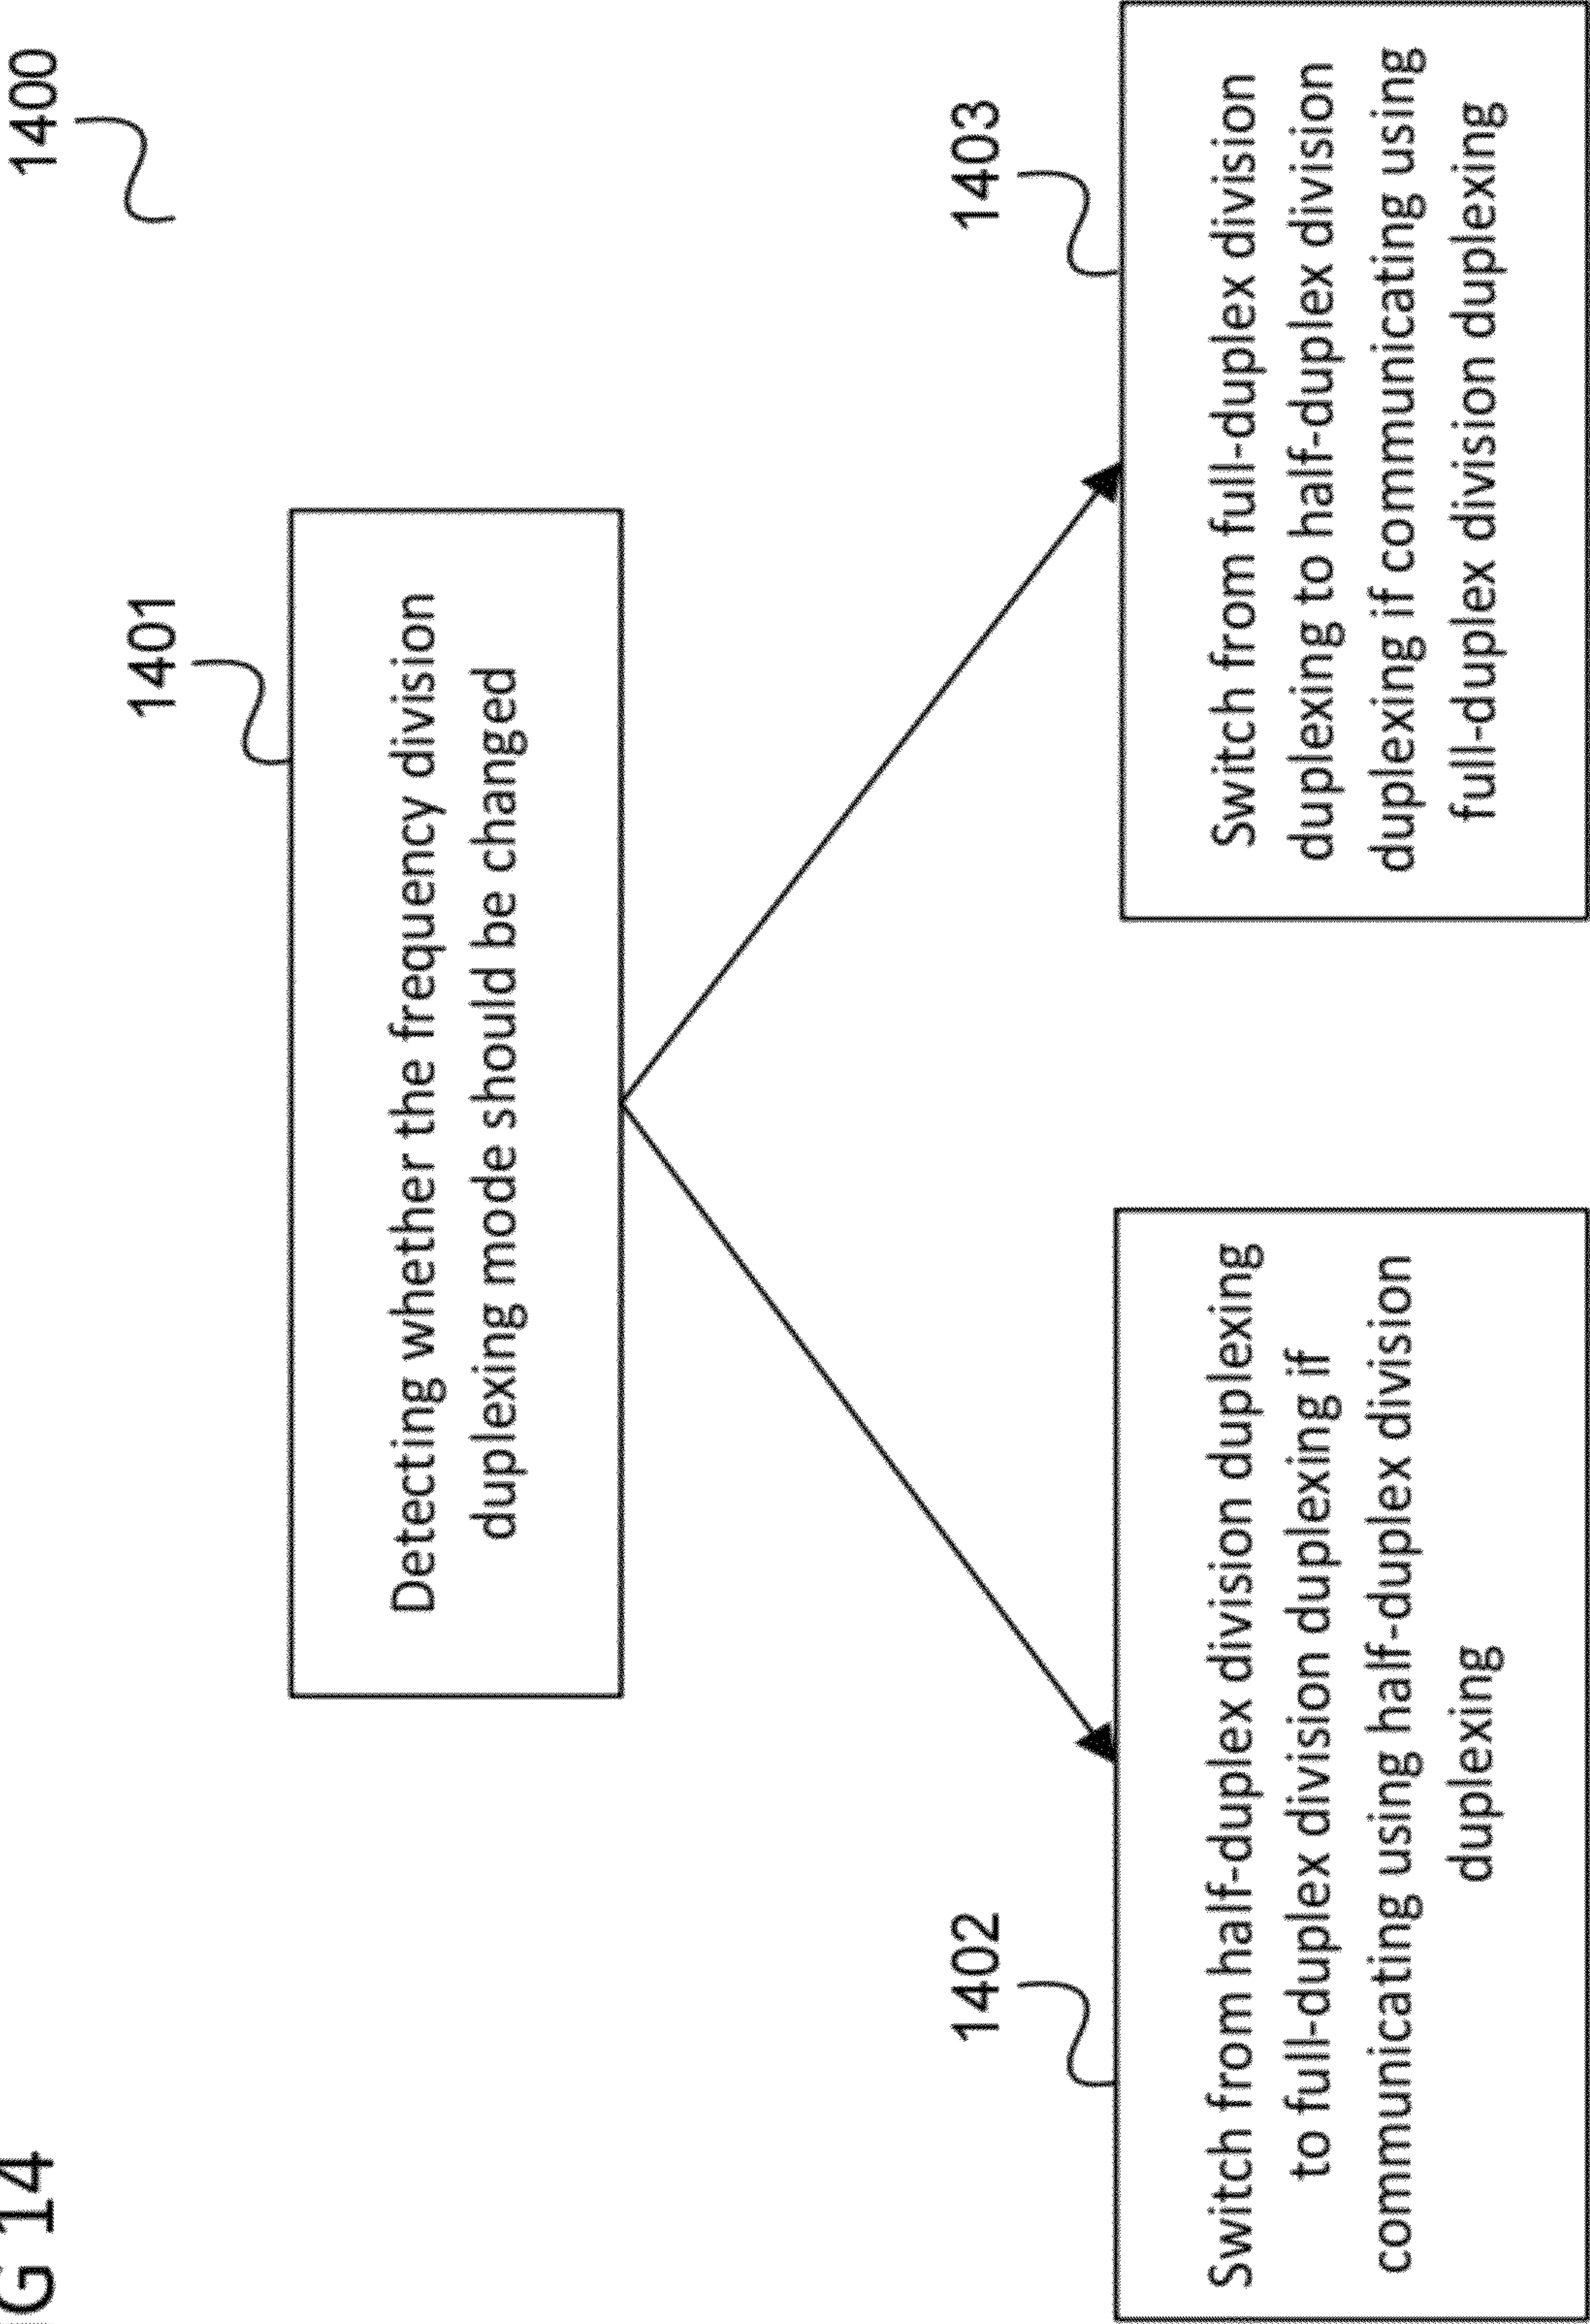 G 14
1400
1401
Detecting whether the frequency division
duplexing mode should be changed
1402
Switch from half-duplex division duplexing
to full-duplex division duplexing if
communicating using half-duplex division
duplexing
1403
Switch from full-duplex division
duplexing to half-duplex division
duplexing if communicating using
full-duplex division duplexing